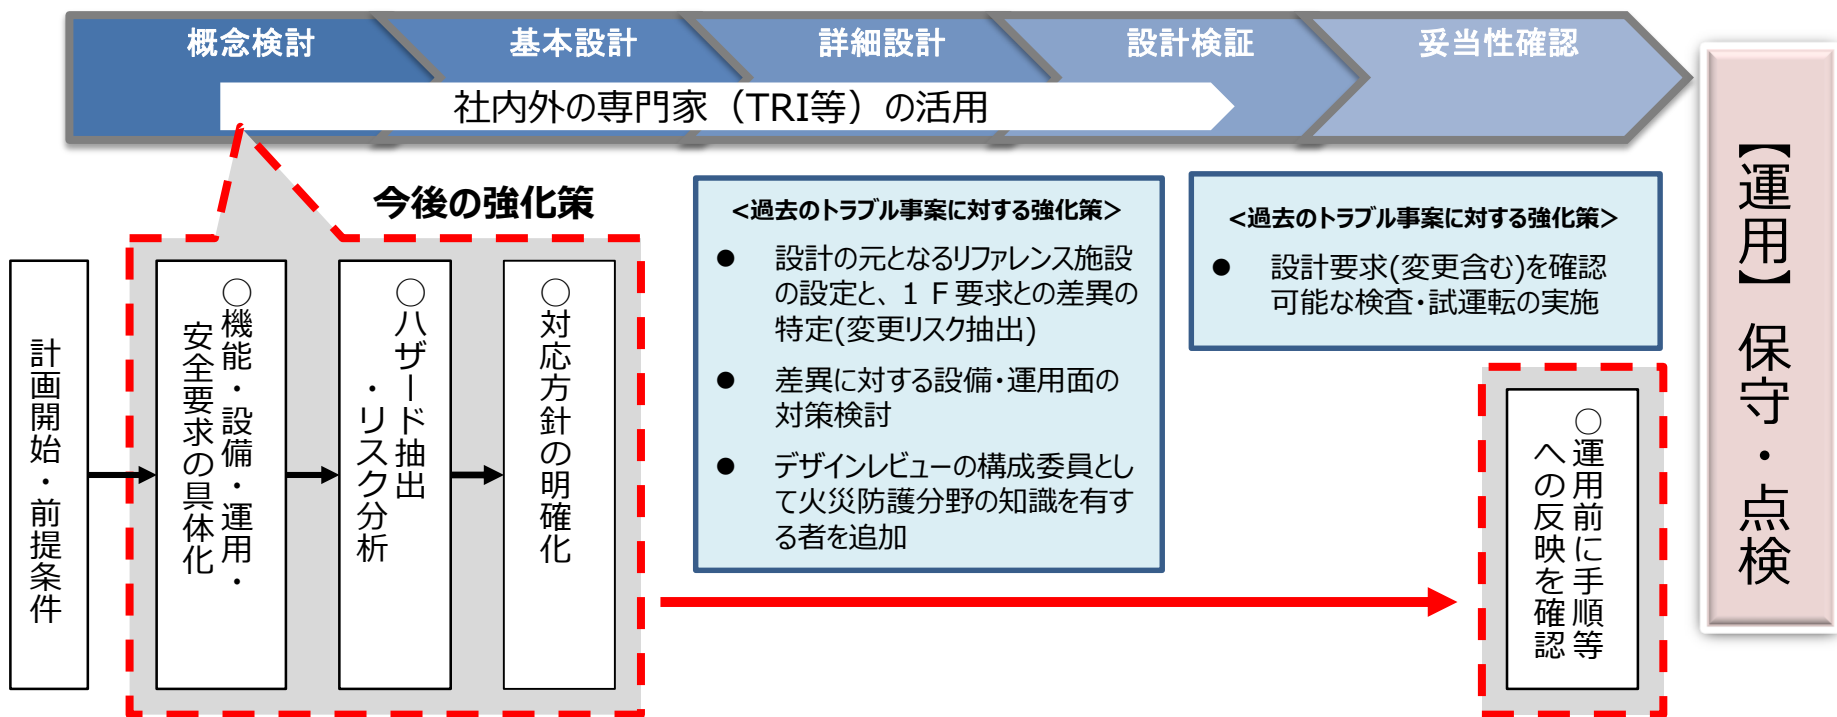 概念検討
基本設計
詳細設計
設計検証
妥当性確認
社内外の専門家（TRI等）の活用
今後の強化策
計画開始・前提条件
○機能・設備・運用・
安全要求の具体化
○ハザード抽出
・リスク分析
○対応方針の明確化
<過去のトラブル事案に対する強化策>
● 設計の元となるリファレンス施設
の設定と、１Ｆ要求との差異の
特定(変更リスク抽出)
● 差異に対する設備・運用面の
対策検討
● デザインレビューの構成委員とし
て火災防護分野の知識を有す
る者を追加
<過去のトラブル事案に対する強化策>
● 設計要求(変更含む)を確認
可能な検査・試運転の実施
○運用前に手順等
への反映を確認
【運用】保守・点検